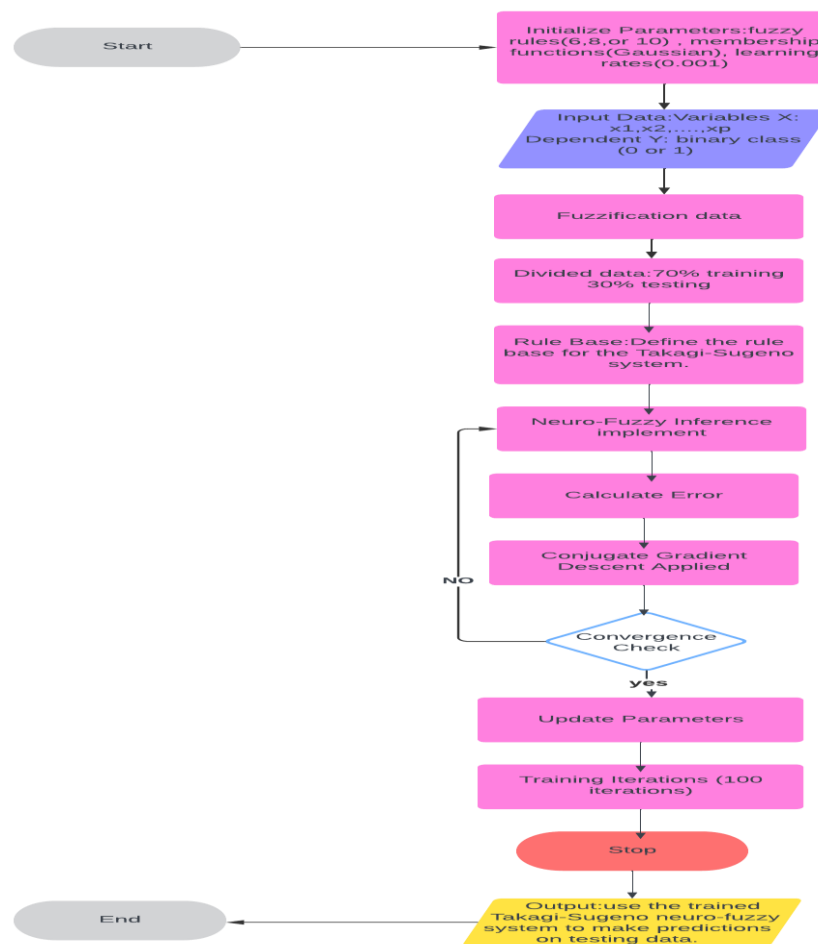 Start
Initialize Parameters:fuzzy
rules(6,8,or 10) , membership
functions(Gaussian), learning
rates(0.001)
Input Data:Variables X:
x1,x2,....,xp
Dependent Y: binary class
(0 or 1)
Fuzzification data
Divided data:70% training
30% testing
Rule Base:Define the rule
base for the Takagi-Sugeno
system.
Neuro-Fuzzy Inference
implement
Calculate Error
Conjugate Gradient
Descent Applied
NO
Convergence
Check
yes
Update Parameters
Training Iterations (100
iterations)
Stop
Output:use the trained
Takagi-Sugeno neuro-fuzzy
system to make predictions
on testing data.
End